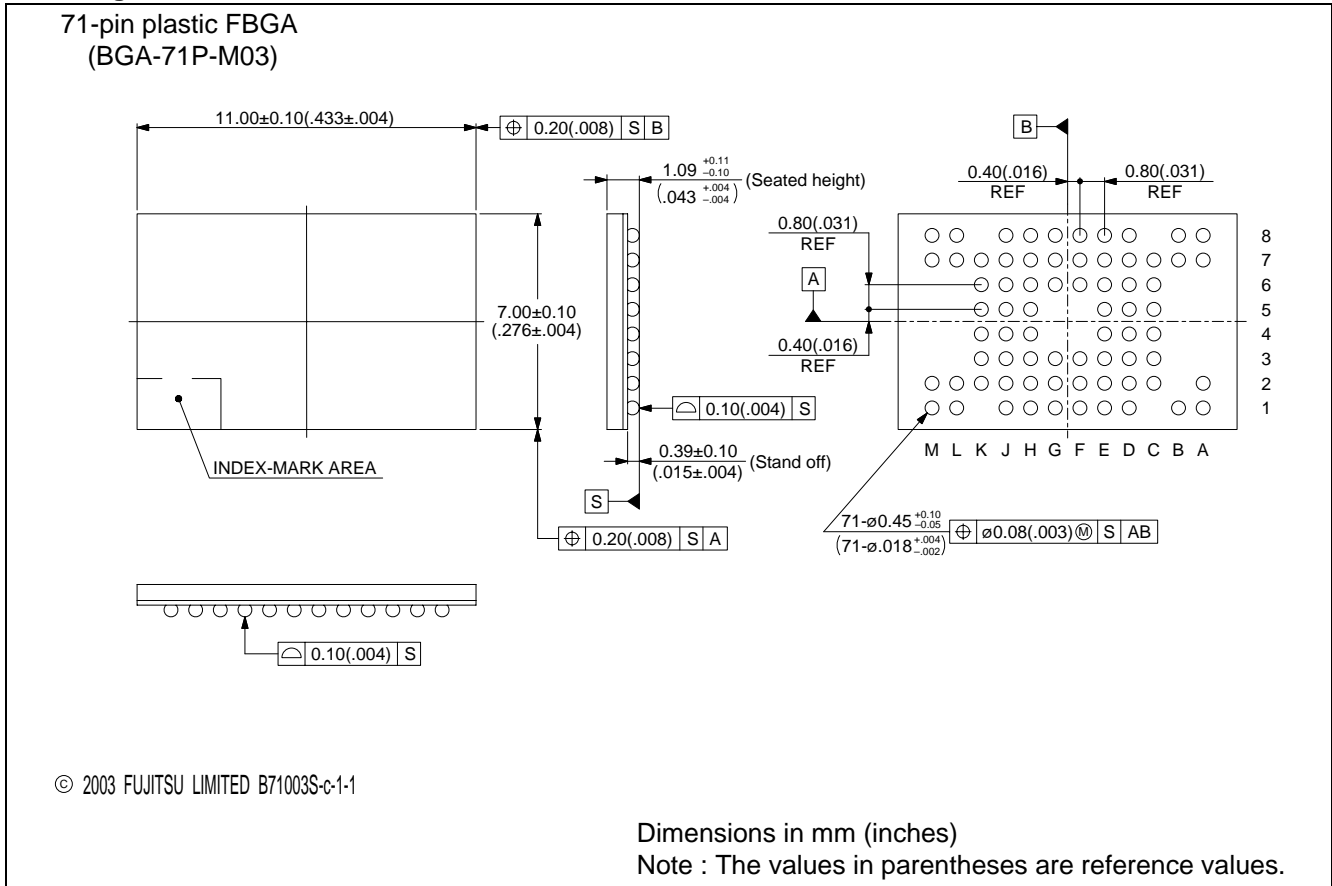 71-pin plastic FBGA
(BGA-71P-M03)
11.00±0.10(.433±.004)
⌖ 0.20(.008) S B
1.09 +0.11 −0.10 (Seated height)
(.043 +.004 −.004)
7.00±0.10
(.276±.004)
INDEX-MARK AREA
⌓ 0.10(.004) S
0.39±0.10 (Stand off)
(.015±.004)
S
⌖ 0.20(.008) S A
⌓ 0.10(.004) S
B
0.40(.016)
REF
0.80(.031)
REF
0.80(.031)
REF
A
0.40(.016)
REF
8
7
6
5
4
3
2
1
M L K J H G F E D C B A
71-ø0.45 +0.10 −0.05
(71-ø.018 +.004 −.002)
⌖ ø0.08(.003) Ⓜ S AB
© 2003 FUJITSU LIMITED B71003S-c-1-1
Dimensions in mm (inches)
Note : The values in parentheses are reference values.